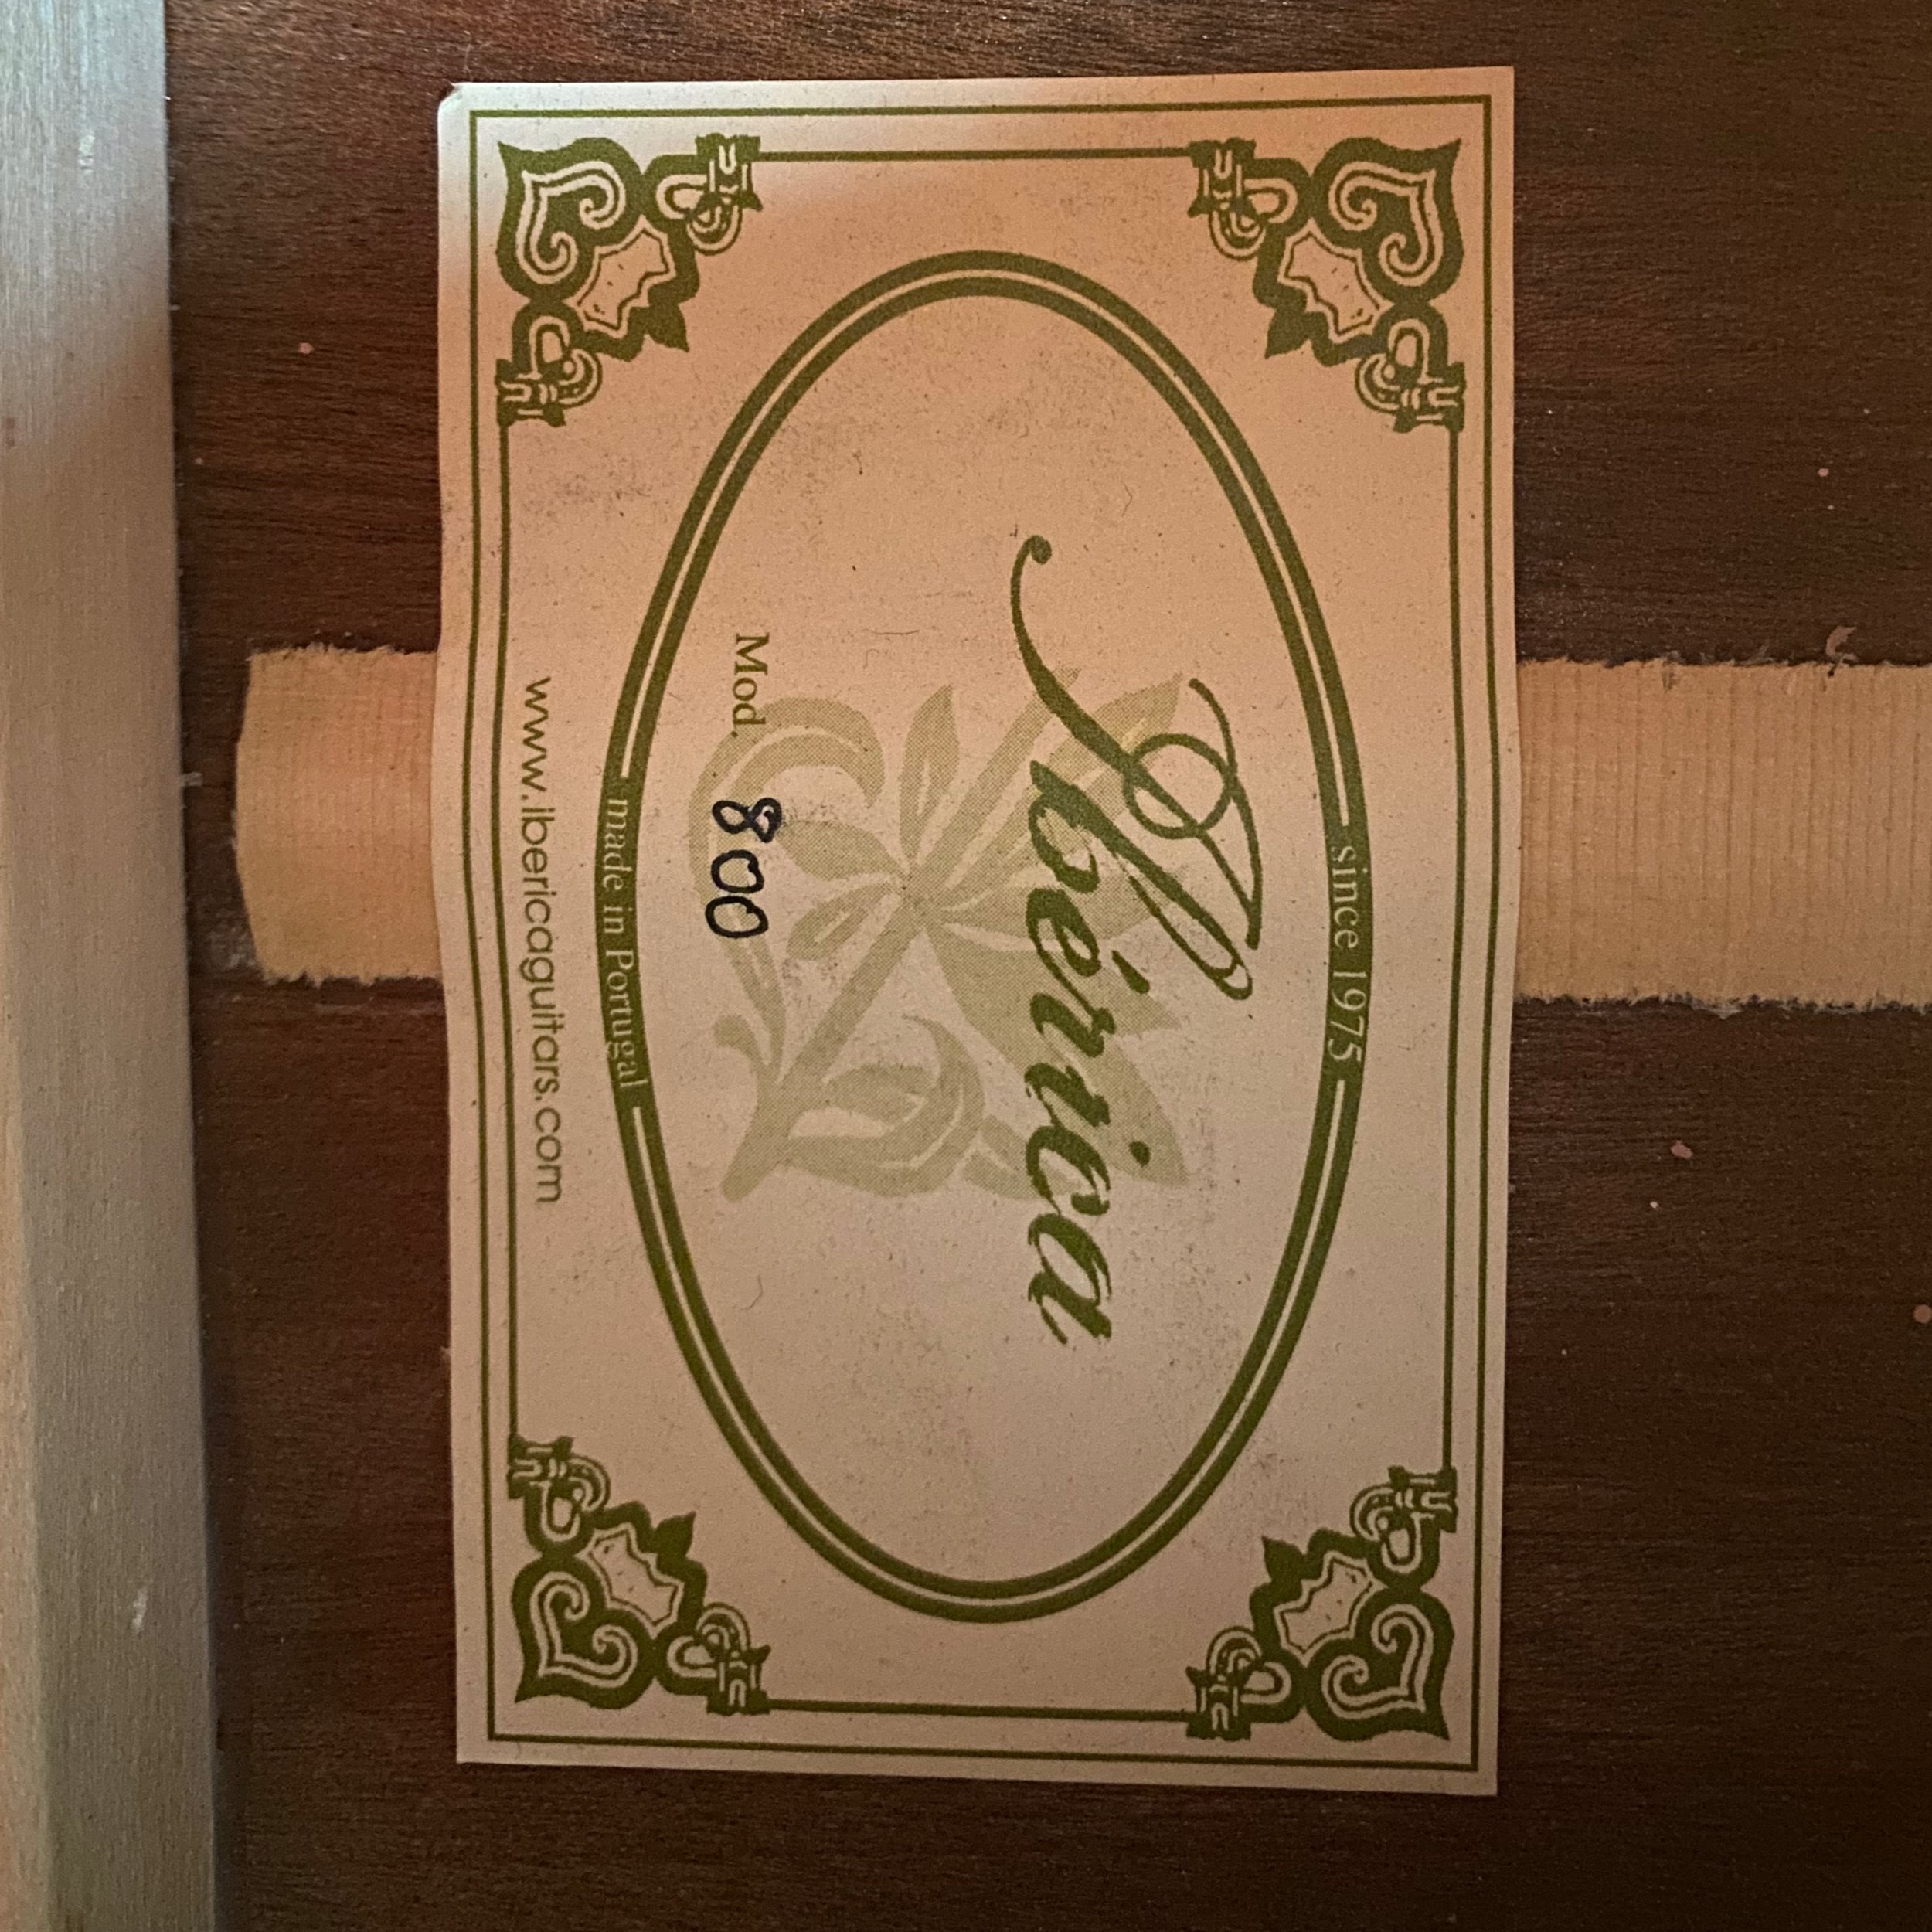 since 1975
Ibérica
Mod. 800
made in Portugal
www.ibericaguitars.com